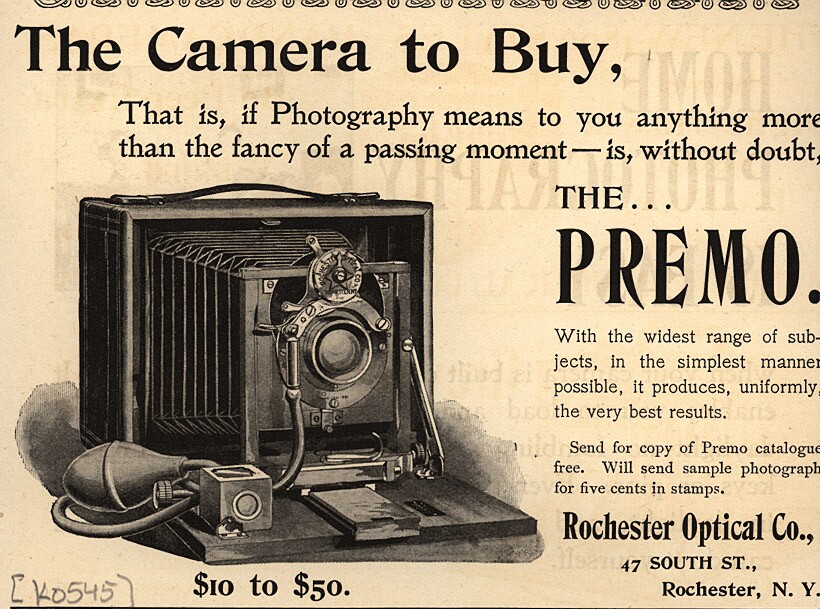 The Camera to Buy,
That is, if Photography means to you anything more
than the fancy of a passing moment — is, without doubt,
THE...
PREMO.
With the widest range of sub-
jects, in the simplest manner
possible, it produces, uniformly,
the very best results.
Send for copy of Premo catalogue
free. Will send sample photograph
for five cents in stamps.
Rochester Optical Co.,
47 SOUTH ST.,
Rochester, N. Y.
$10 to $50.
[K0545]